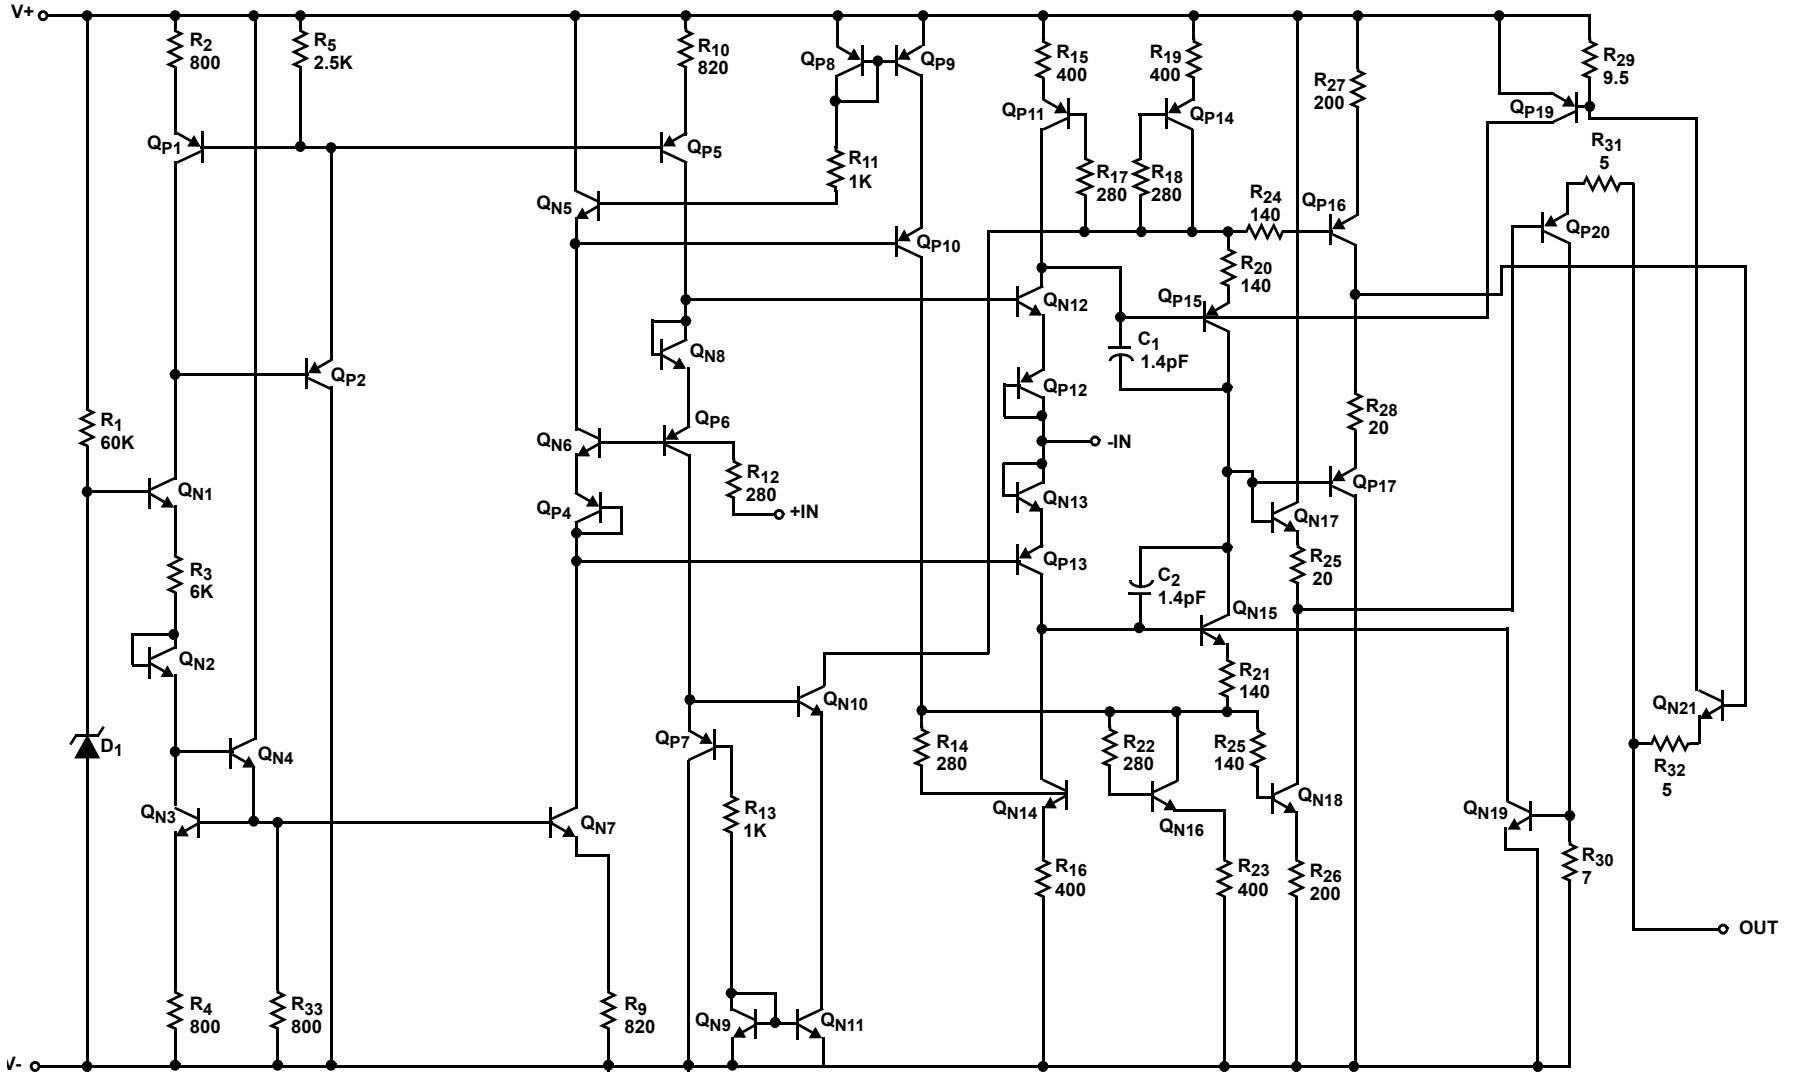 V+
R2
800
R5
2.5K
R10
820
QP8
QP9
R15
400
R19
400
R27
200
R29
9.5
QP1
QP5
QP11
QP14
QP19
R11
1K
R17
280
R18
280
R31
5
QN5
QP10
R24
140
QP16
QP20
R20
140
QN12
QP15
C1
1.4pF
QN8
QP2
QP12
R1
60K
QP6
R28
20
QN6
-IN
R12
280
QN1
QN13
QP17
QP4
+IN
QN17
R3
6K
QP13
R25
20
C2
1.4pF
QN15
QN2
R21
140
QN10
QN21
D1
QN4
QP7
R14
280
R22
280
R25
140
R32
5
QN3
QN7
R13
1K
QN14
QN16
QN18
QN19
R16
400
R23
400
R26
200
R30
7
OUT
R4
800
R33
800
R9
820
QN9
QN11
V-